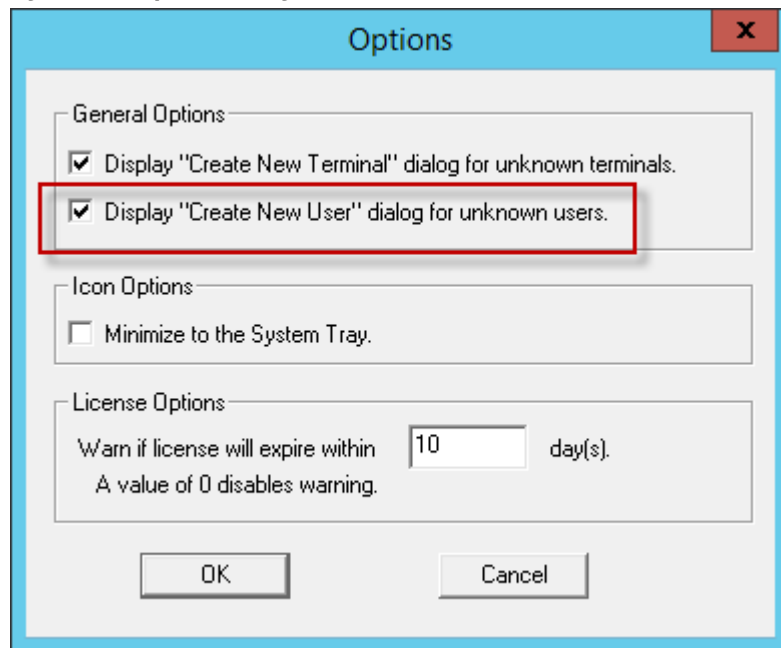 Options
x
General Options
Display "Create New Terminal" dialog for unknown terminals.
Display "Create New User" dialog for unknown users.
Icon Options
Minimize to the System Tray.
License Options
Warn if license will expire within 10 day(s).
A value of 0 disables warning.
OK Cancel